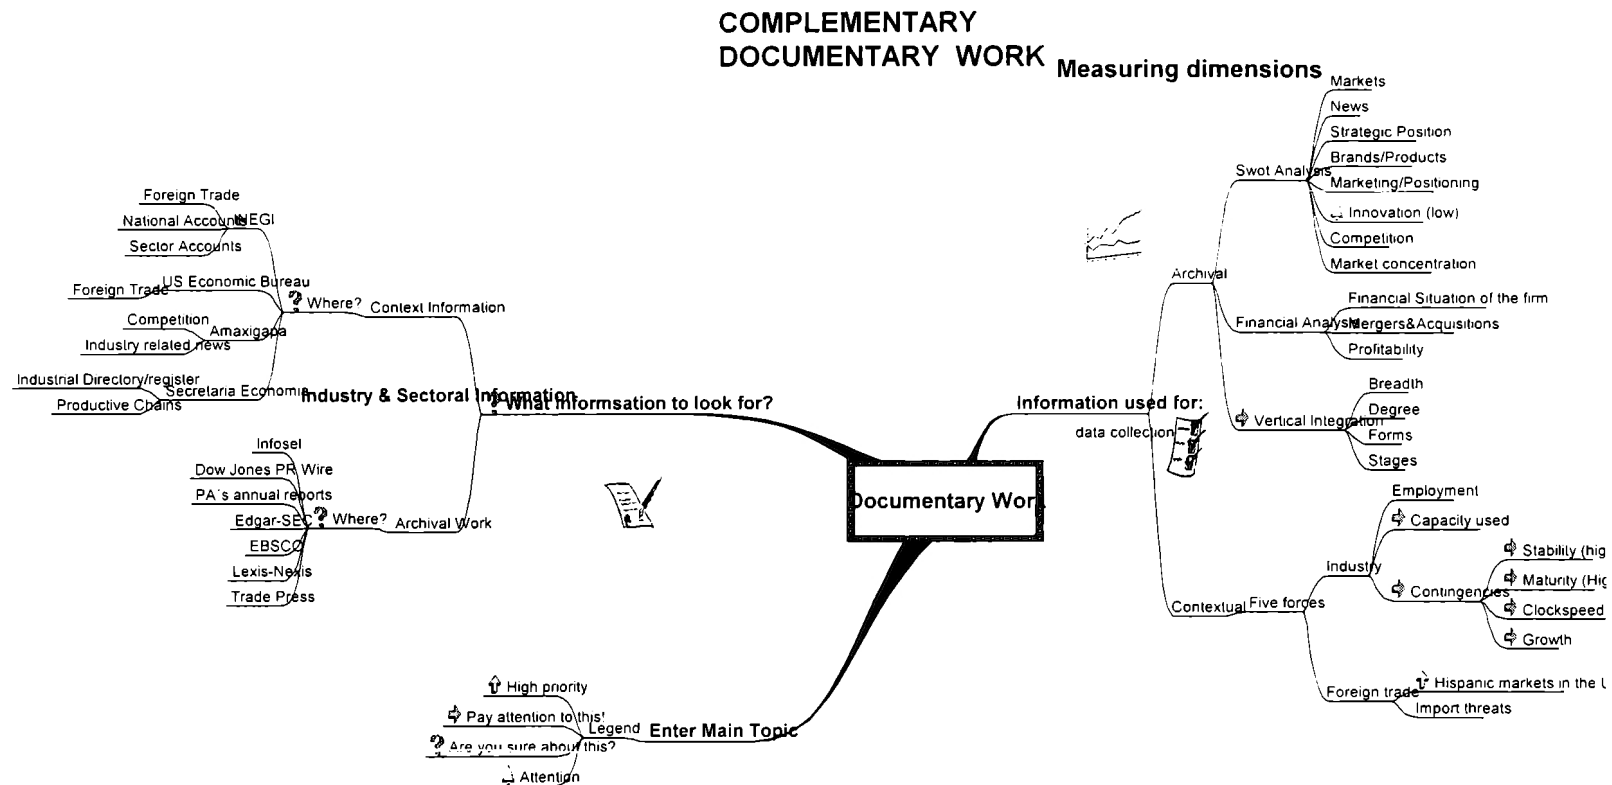 COMPLEMENTARY
DOCUMENTARY WORK
Measuring dimensions
Foreign Trade
National Accounts
Sector Accounts
INEGI
Foreign Trade
US Economic Bureau
Competition
Industry related news
Amaxigapa
Industrial Directory/register
Productive Chains
Secretaria Economia
? Where?
Context Information
Industry & Sectoral Information
? What informsation to look for?
Infosel
Dow Jones PR Wire
PA´s annual reports
Edgar-SEC
EBSCO
Lexis-Nexis
Trade Press
? Where?
Archival Work
High priority
Pay attention to this!
? Are you sure about this?
Attention
Legend
Enter Main Topic
Documentary Work
Information used for:
data collection
Archival
Swot Analysis
Markets
News
Strategic Position
Brands/Products
Marketing/Positioning
Innovation (low)
Competition
Market concentration
Financial Analysis
Financial Situation of the firm
Mergers&Acquisitions
Profitability
Vertical Integration
Breadth
Degree
Forms
Stages
Contextual
Five forces
Industry
Employment
Capacity used
Contingencies
Stability (hig
Maturity (Hig
Clockspeed
Growth
Foreign trade
Hispanic markets in the U
Import threats